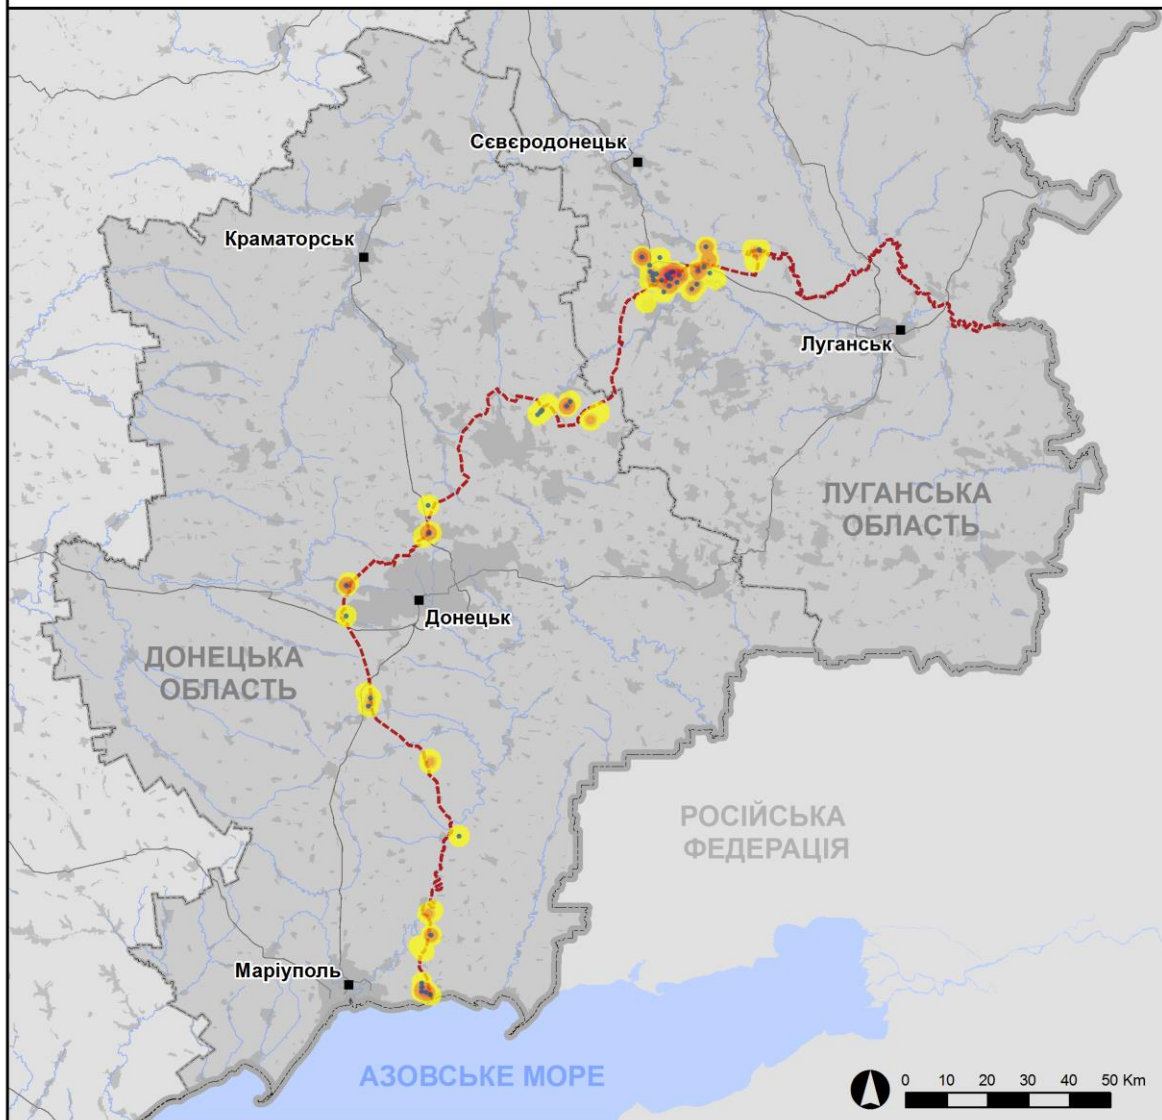 Сєвєродонецьк
Краматорськ
Луганськ
ЛУГАНСЬКА
ОБЛАСТЬ
Донецьк
ДОНЕЦЬКА
ОБЛАСТЬ
РОСІЙСЬКА
ФЕДЕРАЦІЯ
Маріуполь
АЗОВСЬКЕ МОРЕ
0 10 20 30 40 50 Km